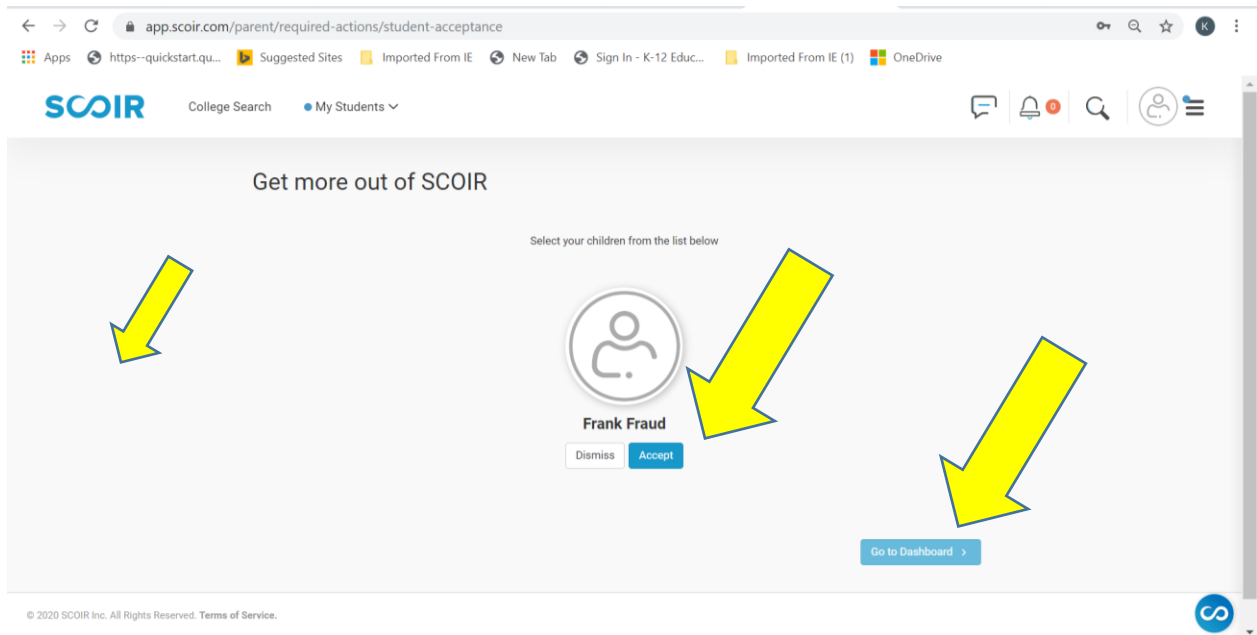 app.scoir.com/parent/required-actions/student-acceptance
K
Apps https--quickstart.qu... Suggested Sites Imported From IE New Tab Sign In - K-12 Educ... Imported From IE (1) OneDrive
SCOIR College Search My Students 0
Get more out of SCOIR
Select your children from the list below
Frank Fraud
Dismiss Accept
Go to Dashboard >
© 2020 SCOIR Inc. All Rights Reserved. Terms of Service.